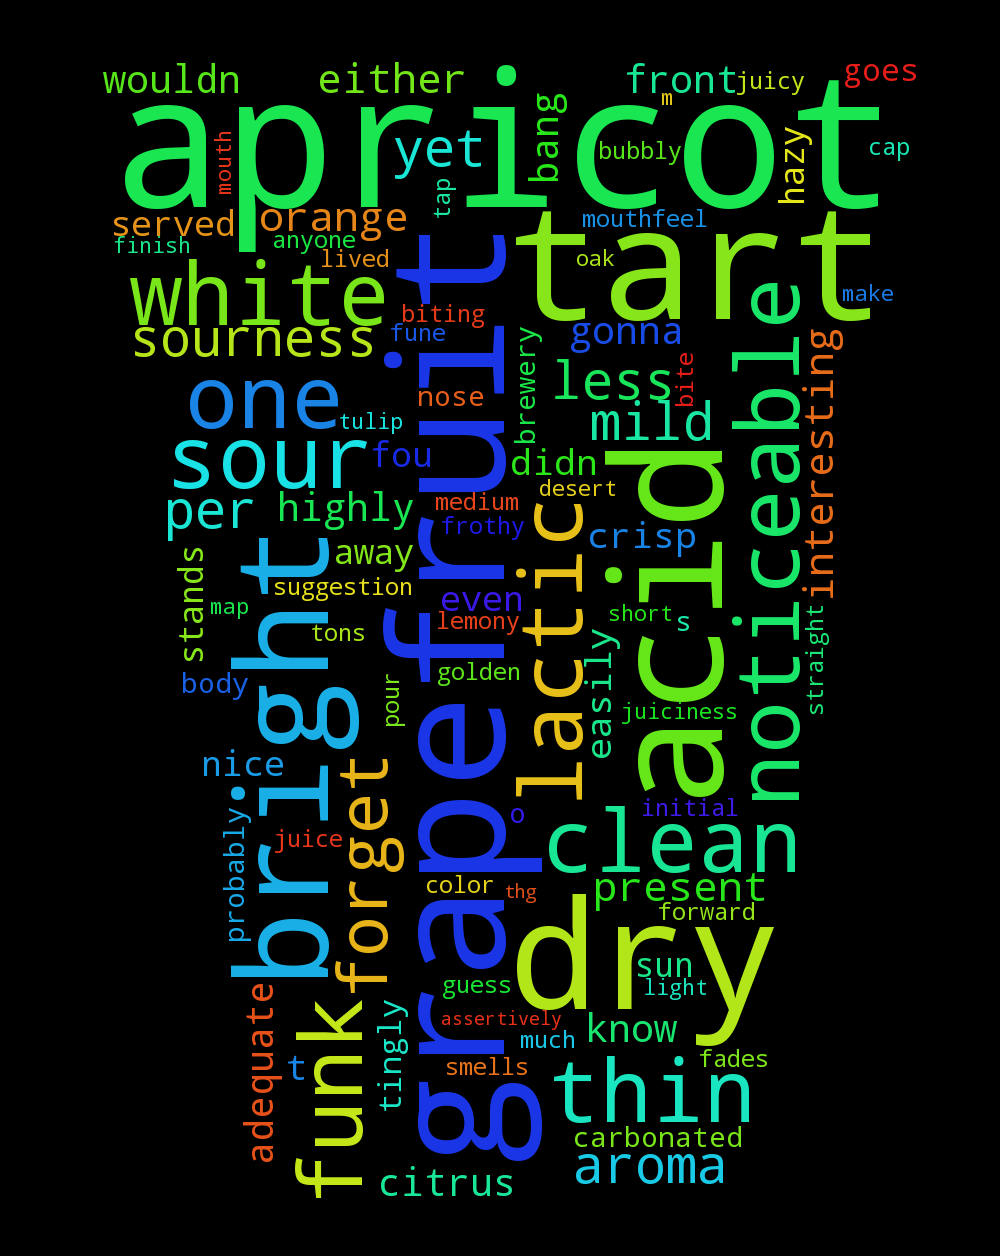 wouldn
either
front
juicy
goes
m
apricot
bang
yet
bubbly
hazy
cap
mouth
tap
served
orange
mouthfeel
finish
anyone
lived
oak
tart
white
make
biting
sourness
fune
gonna
brewery
noticeable
interesting
one
nose
less
bite
tulip
mild
sour
fou
didn
per
highly
medium
desert
grapefruit
acid
lactic
frothy
crisp
away
stands
bright
suggestion
even
map
tons
lemony
short
s
straight
body
golden
easily
pour
juiciness
nice
forget
probably
juice
o
initial
clean
color
thg
present
forward
dry
sun
light
guess
adequate
funk
tingly
assertively
much
know
t
smells
fades
thin
carbonated
aroma
citrus